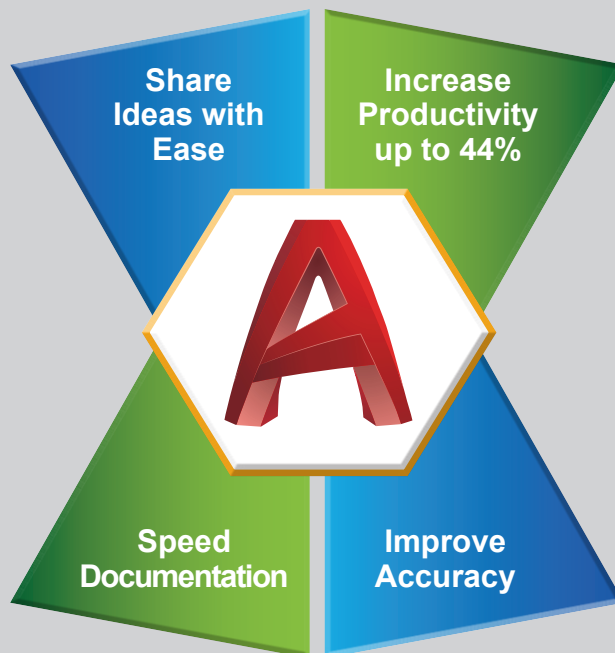 Share
Ideas with
Ease
Increase
Productivity
up to 44%
A
Speed
Documentation
Improve
Accuracy